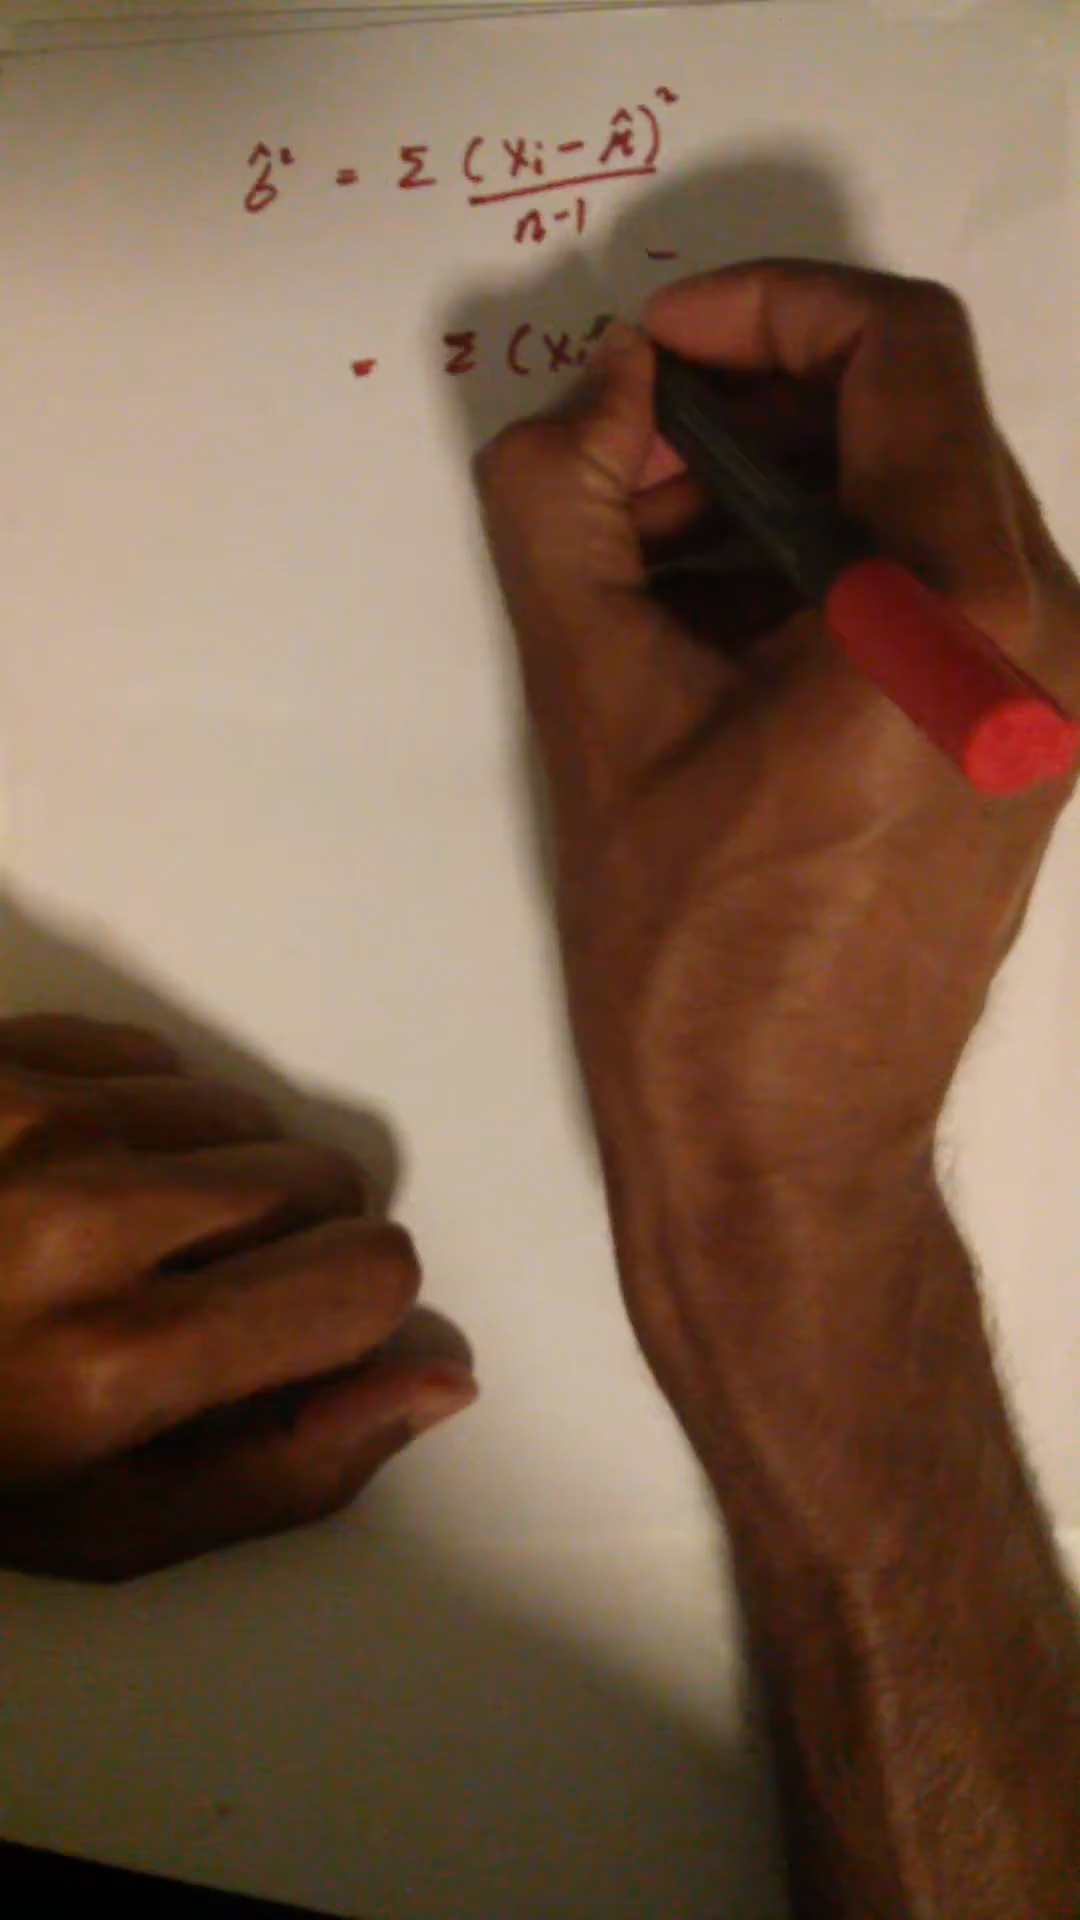 σ̂² = Σ (xᵢ - μ̂)² / n-1
= Σ (xᵢ